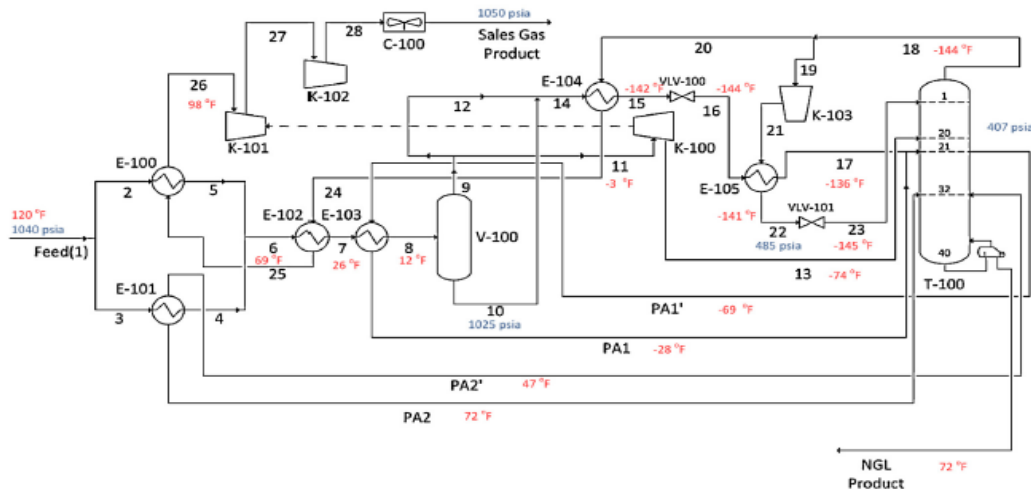 1050 psia
27
28
C-100
Sales Gas
Product
20
18
-144 °F
26
98 °F
K-102
E-104
-142 °F
VLV-100
-144 °F
19
12
14
15
16
K-103
1
407 psia
K-101
K-100
21
20
21
E-100
11
17
2
5
24
-3 °F
E-105
-136 °F
32
120 °F
1040 psia
Feed(1)
E-102
E-103
9
V-100
-141 °F
VLV-101
22
23
485 psia
-145 °F
6
69 °F
25
7
26 °F
8
12 °F
13
-74 °F
40
T-100
E-101
3
4
10
1025 psia
PA1'
-69 °F
PA1
-28 °F
PA2'
47 °F
PA2
72 °F
NGL
Product
72 °F